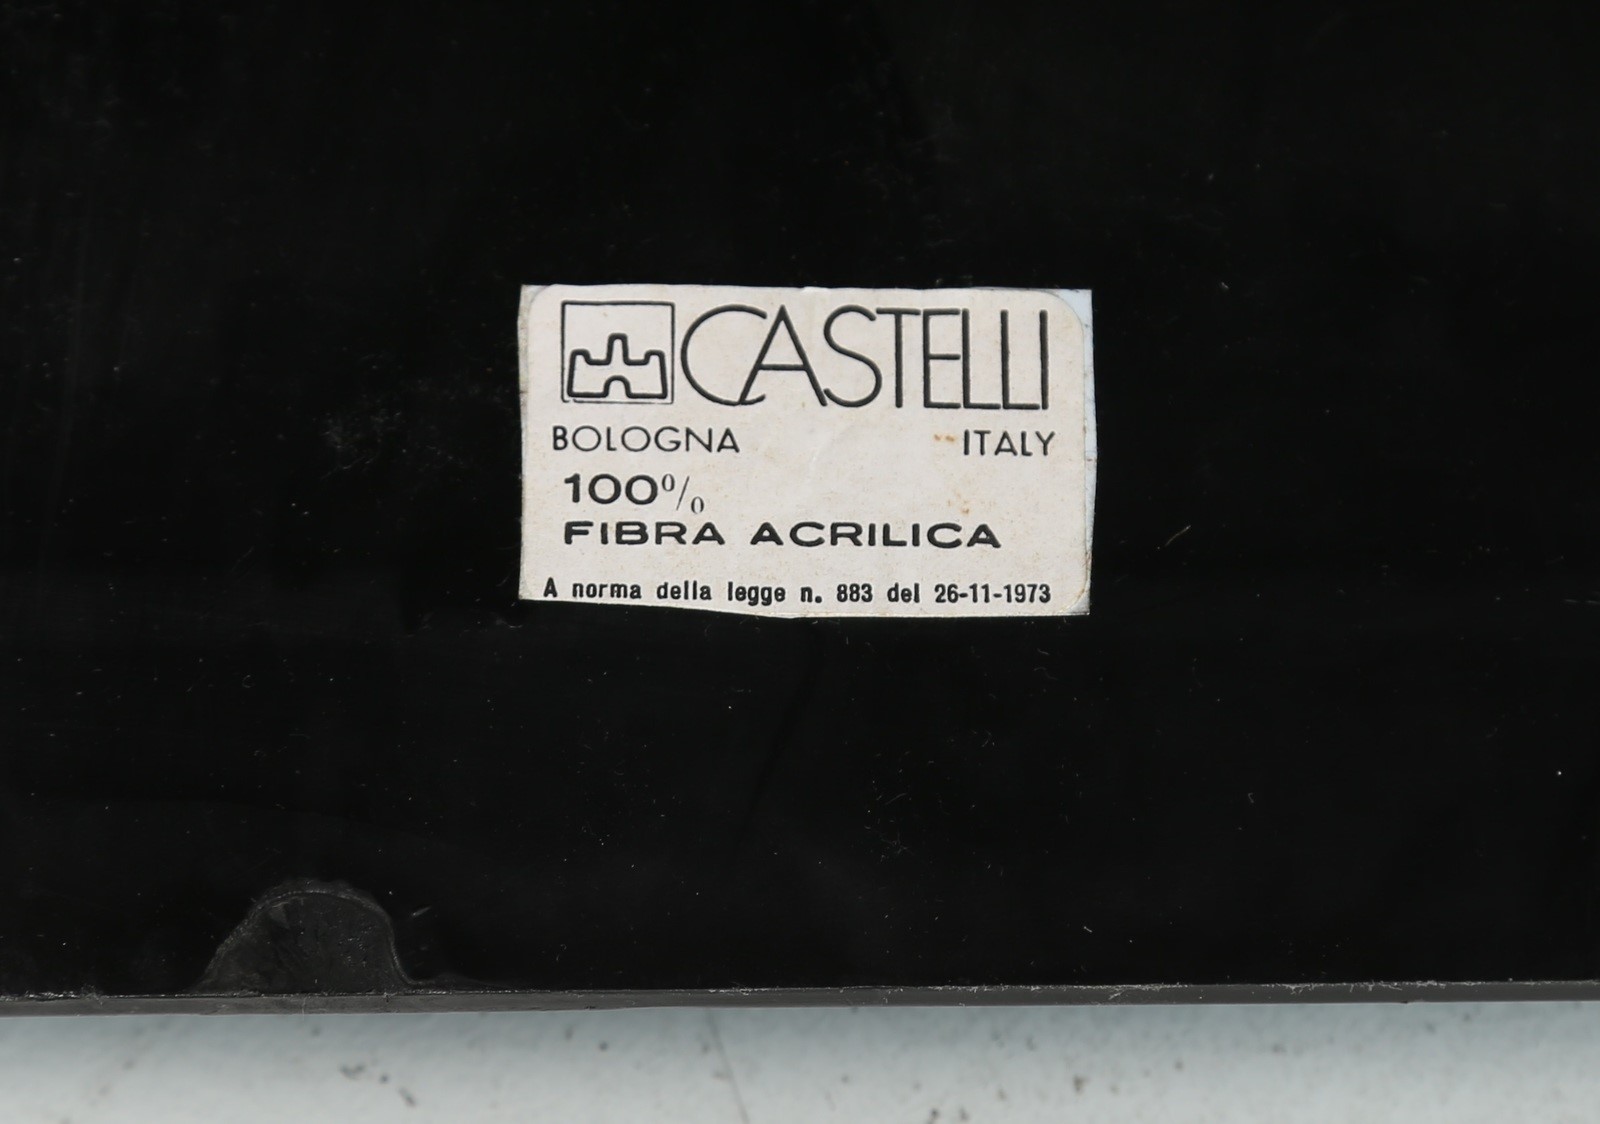 CASTELLI
BOLOGNA ITALY
100%
FIBRA ACRILICA
A norma della legge n. 883 del 26-11-1973